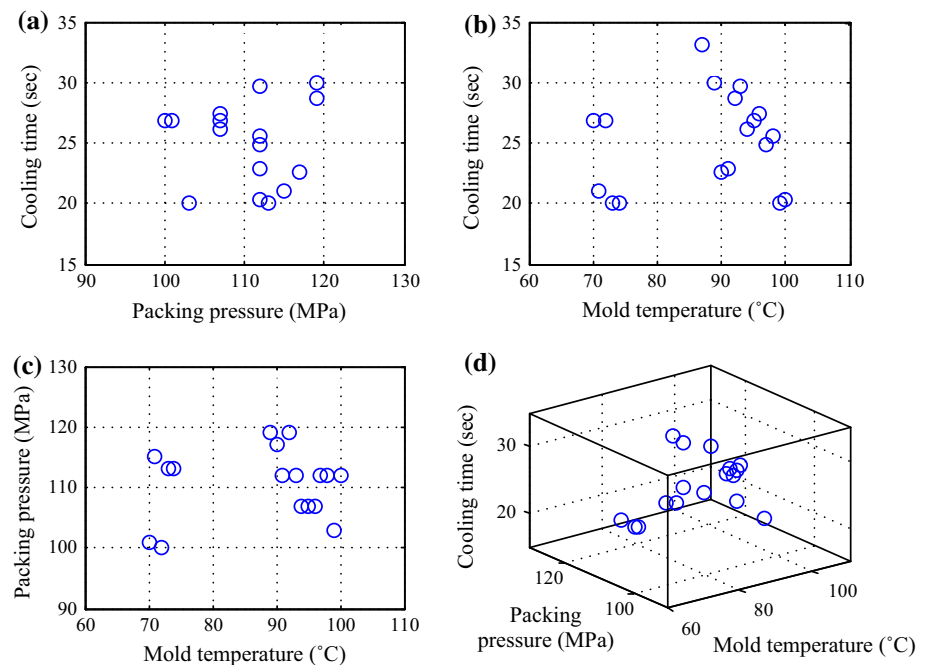 (a)
35
30
25
20
15
90 100 110 120 130
Cooling time (sec)
Packing pressure (MPa)
(b)
35
30
25
20
15
60 70 80 90 100 110
Cooling time (sec)
Mold temperature (˚C)
(c)
130
120
110
100
90
60 70 80 90 100 110
Packing pressure (MPa)
Mold temperature (˚C)
(d)
30
20
Cooling time (sec)
120
100
Packing
pressure (MPa)
60
80
100
Mold temperature (˚C)